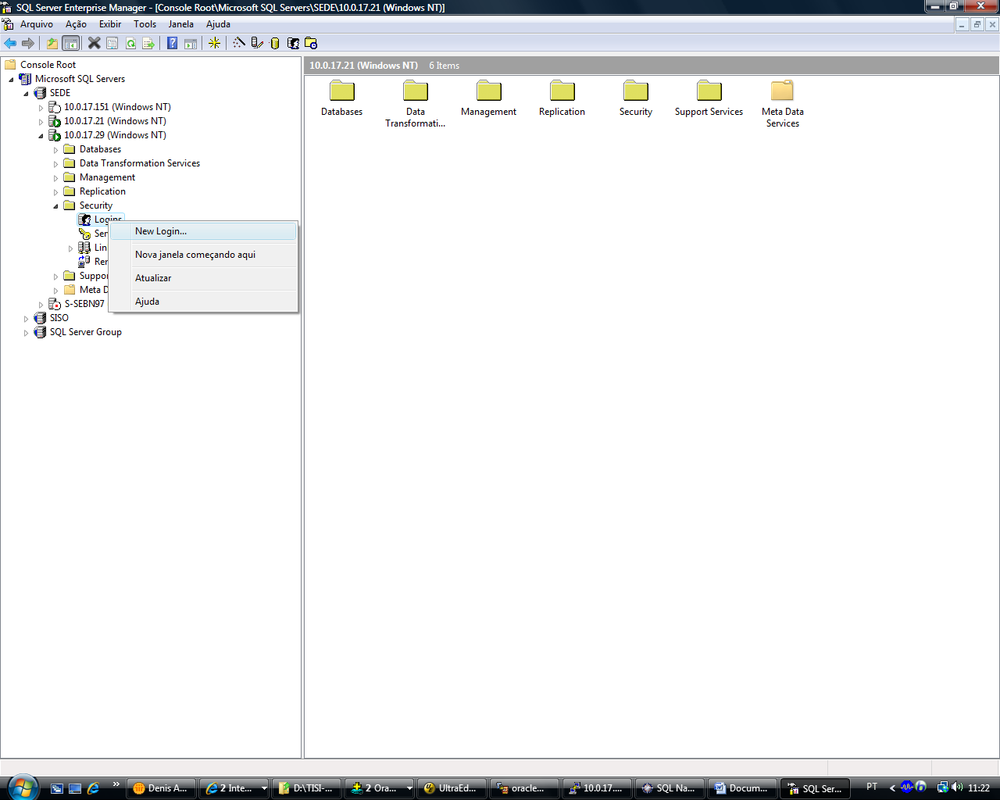 SQL Server Enterprise Manager - [Console Root\Microsoft SQL Servers\SEDE\10.0.17.21 (Windows NT)]
Arquivo Ação Exibir Tools Janela Ajuda
Console Root
Microsoft SQL Servers
SEDE
10.0.17.151 (Windows NT)
10.0.17.21 (Windows NT)
10.0.17.29 (Windows NT)
Databases
Data Transformation Services
Management
Replication
Security
Logins
Ser
Lin
Rer
Suppor
Meta D
S-SEBN97
SISO
SQL Server Group
New Login...
Nova janela começando aqui
Atualizar
Ajuda
10.0.17.21 (Windows NT) 6 Items
Databases
Data
Transformati...
Management
Replication
Security
Support Services
Meta Data
Services
Denis A... 2 Inte... D:\TISI-... 2 Ora... UltraEd... oracle... 10.0.17.... SQL Na... Docum... SQL Ser... PT 11:22